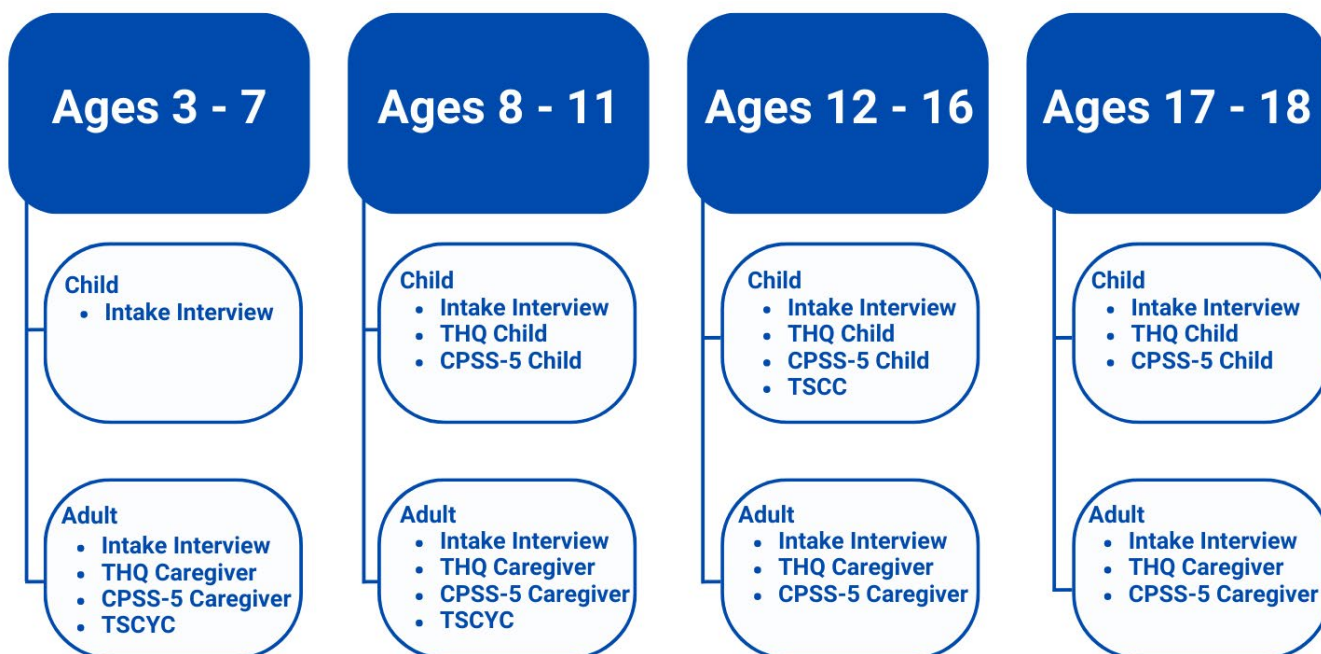 Ages 3 - 7
Child
• Intake Interview
Adult
• Intake Interview
• THQ Caregiver
• CPSS-5 Caregiver
• TSCYC
Ages 8 - 11
Child
• Intake Interview
• THQ Child
• CPSS-5 Child
Adult
• Intake Interview
• THQ Caregiver
• CPSS-5 Caregiver
• TSCYC
Ages 12 - 16
Child
• Intake Interview
• THQ Child
• CPSS-5 Child
• TSCC
Adult
• Intake Interview
• THQ Caregiver
• CPSS-5 Caregiver
Ages 17 - 18
Child
• Intake Interview
• THQ Child
• CPSS-5 Child
Adult
• Intake Interview
• THQ Caregiver
• CPSS-5 Caregiver